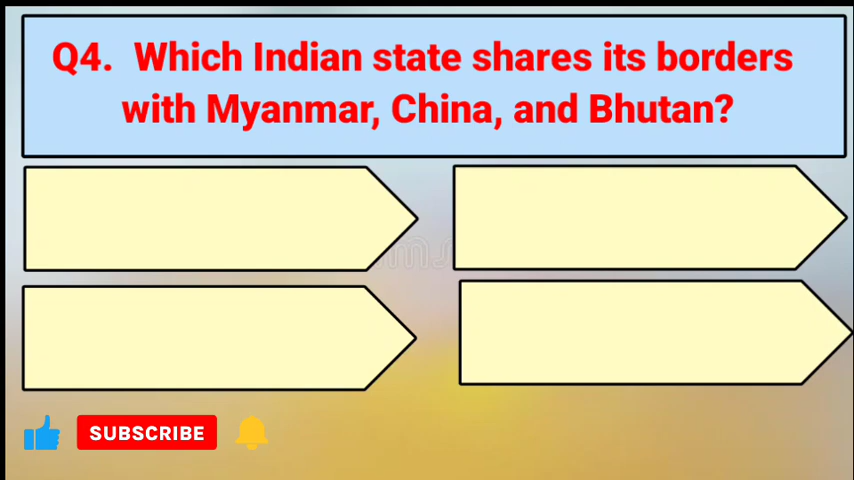 Q4. Which Indian state shares its borders
with Myanmar, China, and Bhutan?
SUBSCRIBE